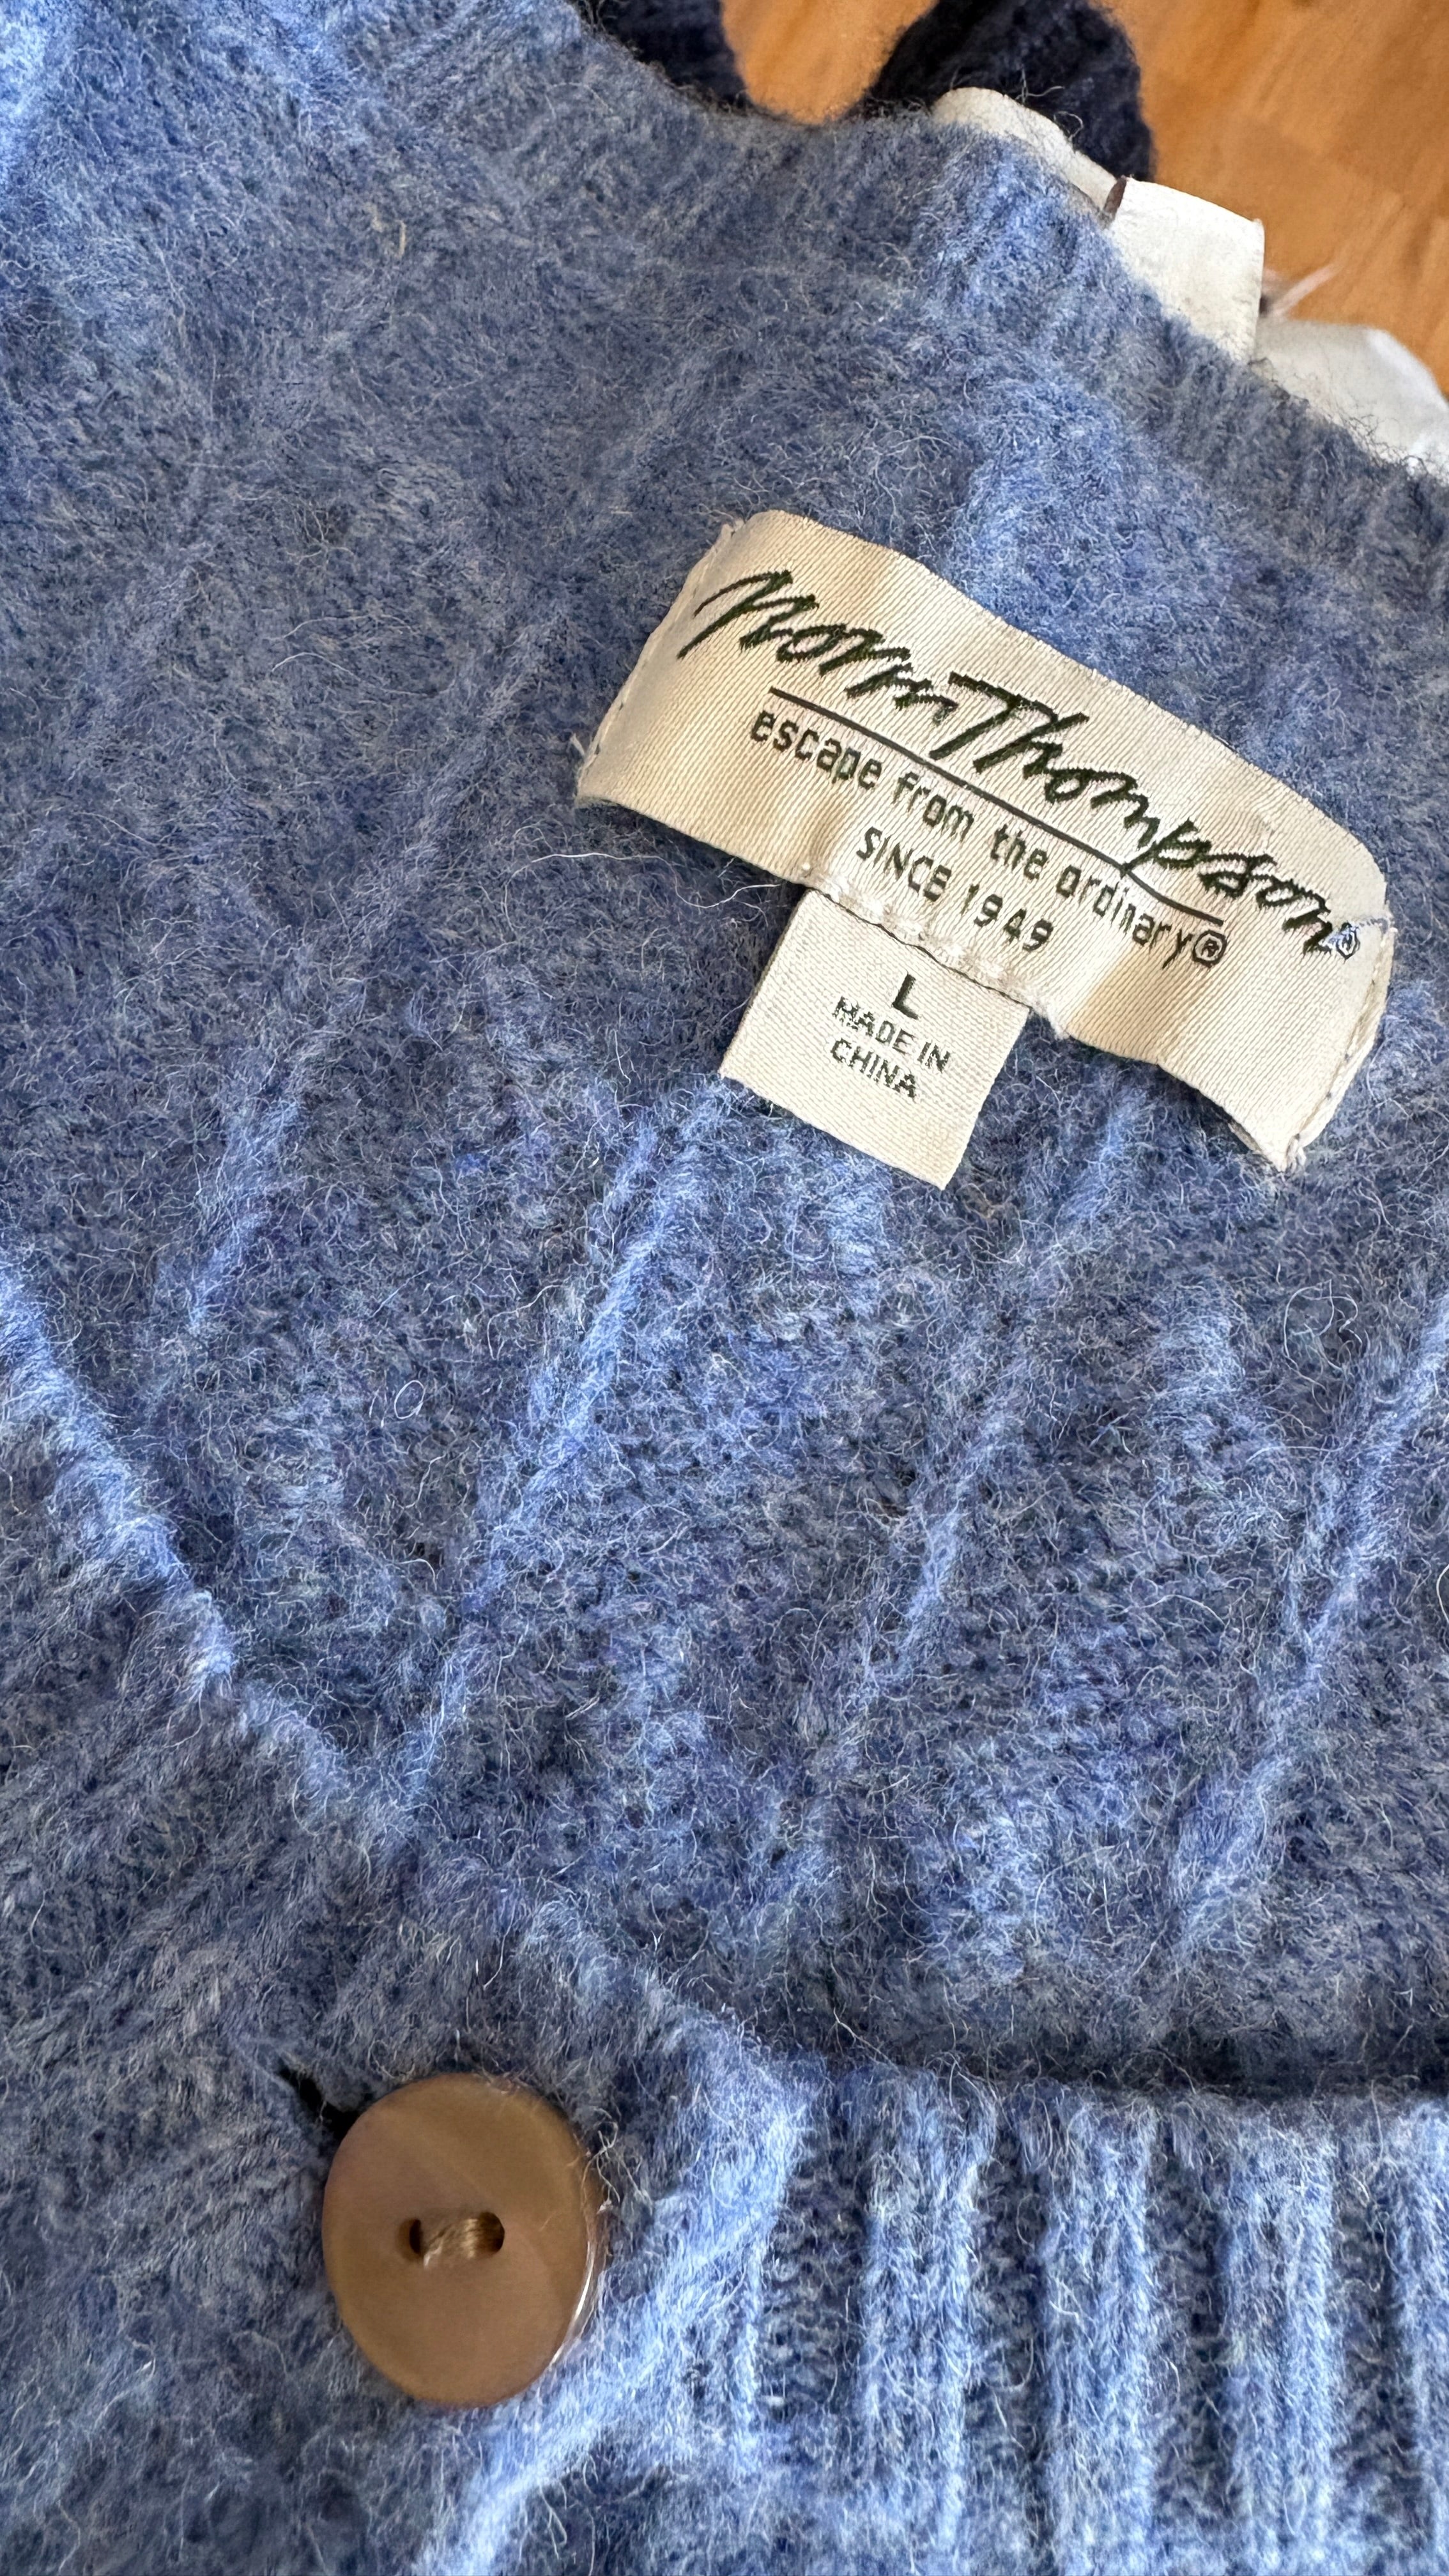 Norm Thompson®
escape from the ordinary®
SINCE 1949
L
MADE IN
CHINA